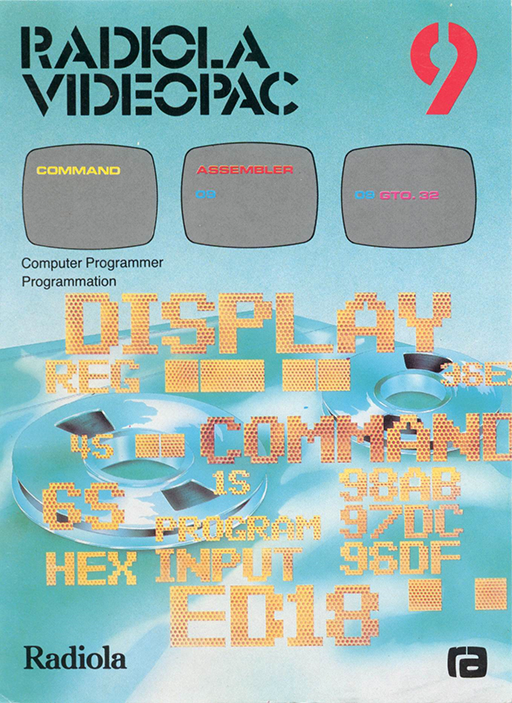 RADIOLA
VIDEOPAC
9
COMMAND
ASSEMBLER
08
08 GTO.32
Computer Programmer
Programmation
DISPLAY
REG
COMMAND
6S
1S
98AB
PROGRAM
97DC
HEX INPUT
96DF
ED18
Radiola
ra